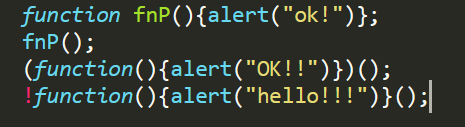 function fnP(){alert("ok!")};
fnP();
(function(){alert("OK!!")})();
!function(){alert("hello!!!")}();